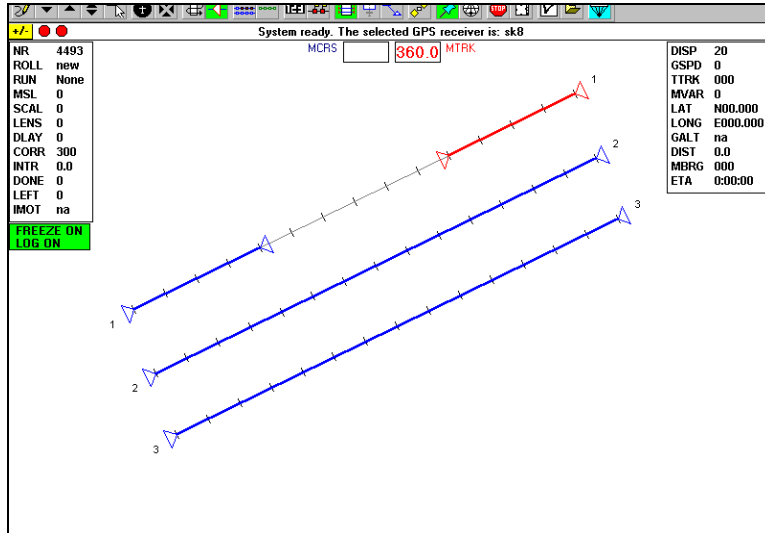 STOP
+/-
System ready. The selected GPS receiver is: sk8
MCRS 360.0 MTRK
NR 4493
ROLL new
RUN None
MSL 0
SCAL 0
LENS 0
DLAY 0
CORR 300
INTR 0.0
DONE 0
LEFT 0
IMOT na
FREEZE ON
LOG ON
DISP 20
GSPD 0
TTRK 000
MVAR 0
LAT N00.000
LONG E000.000
GALT na
DIST 0.0
MBRG 000
ETA 0:00:00
1
2
3
1
2
3